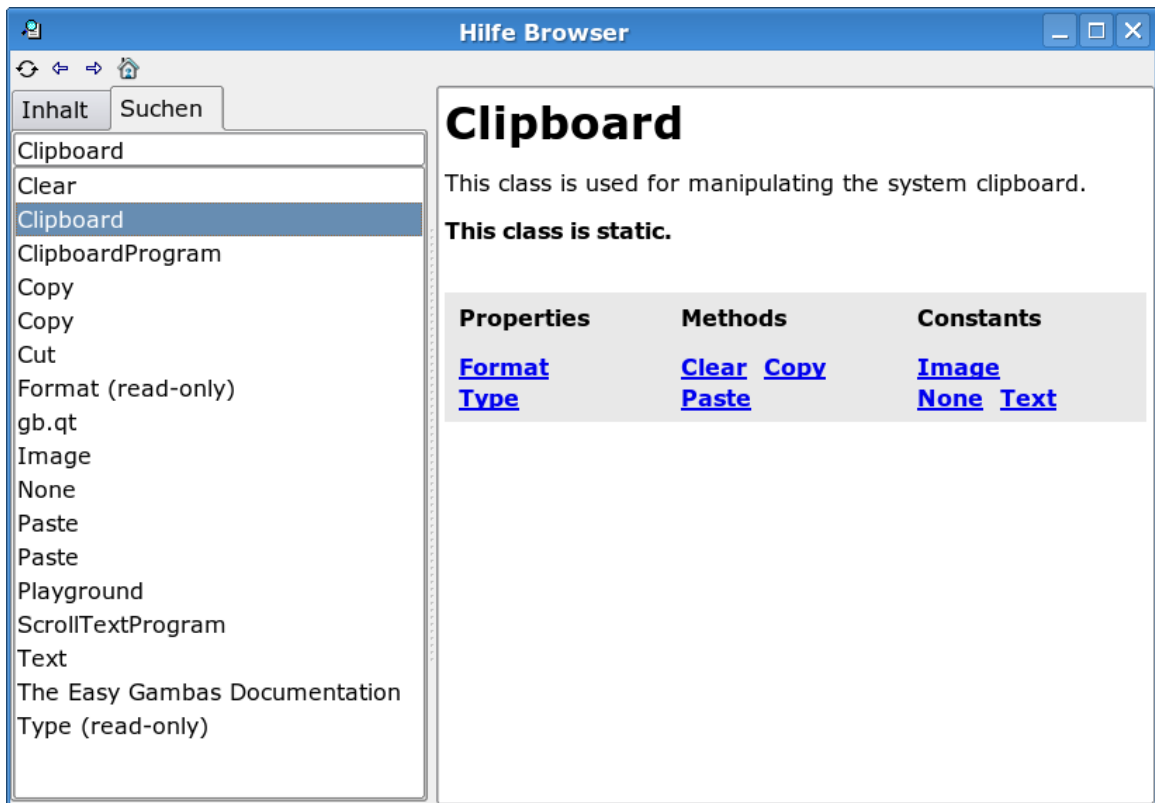 Hilfe Browser
Inhalt Suchen
Clipboard
Clear
Clipboard
ClipboardProgram
Copy
Copy
Cut
Format (read-only)
gb.qt
Image
None
Paste
Paste
Playground
ScrollTextProgram
Text
The Easy Gambas Documentation
Type (read-only)
Clipboard
This class is used for manipulating the system clipboard.
This class is static.
Properties Methods Constants
Format Clear Copy Image
Type Paste None Text